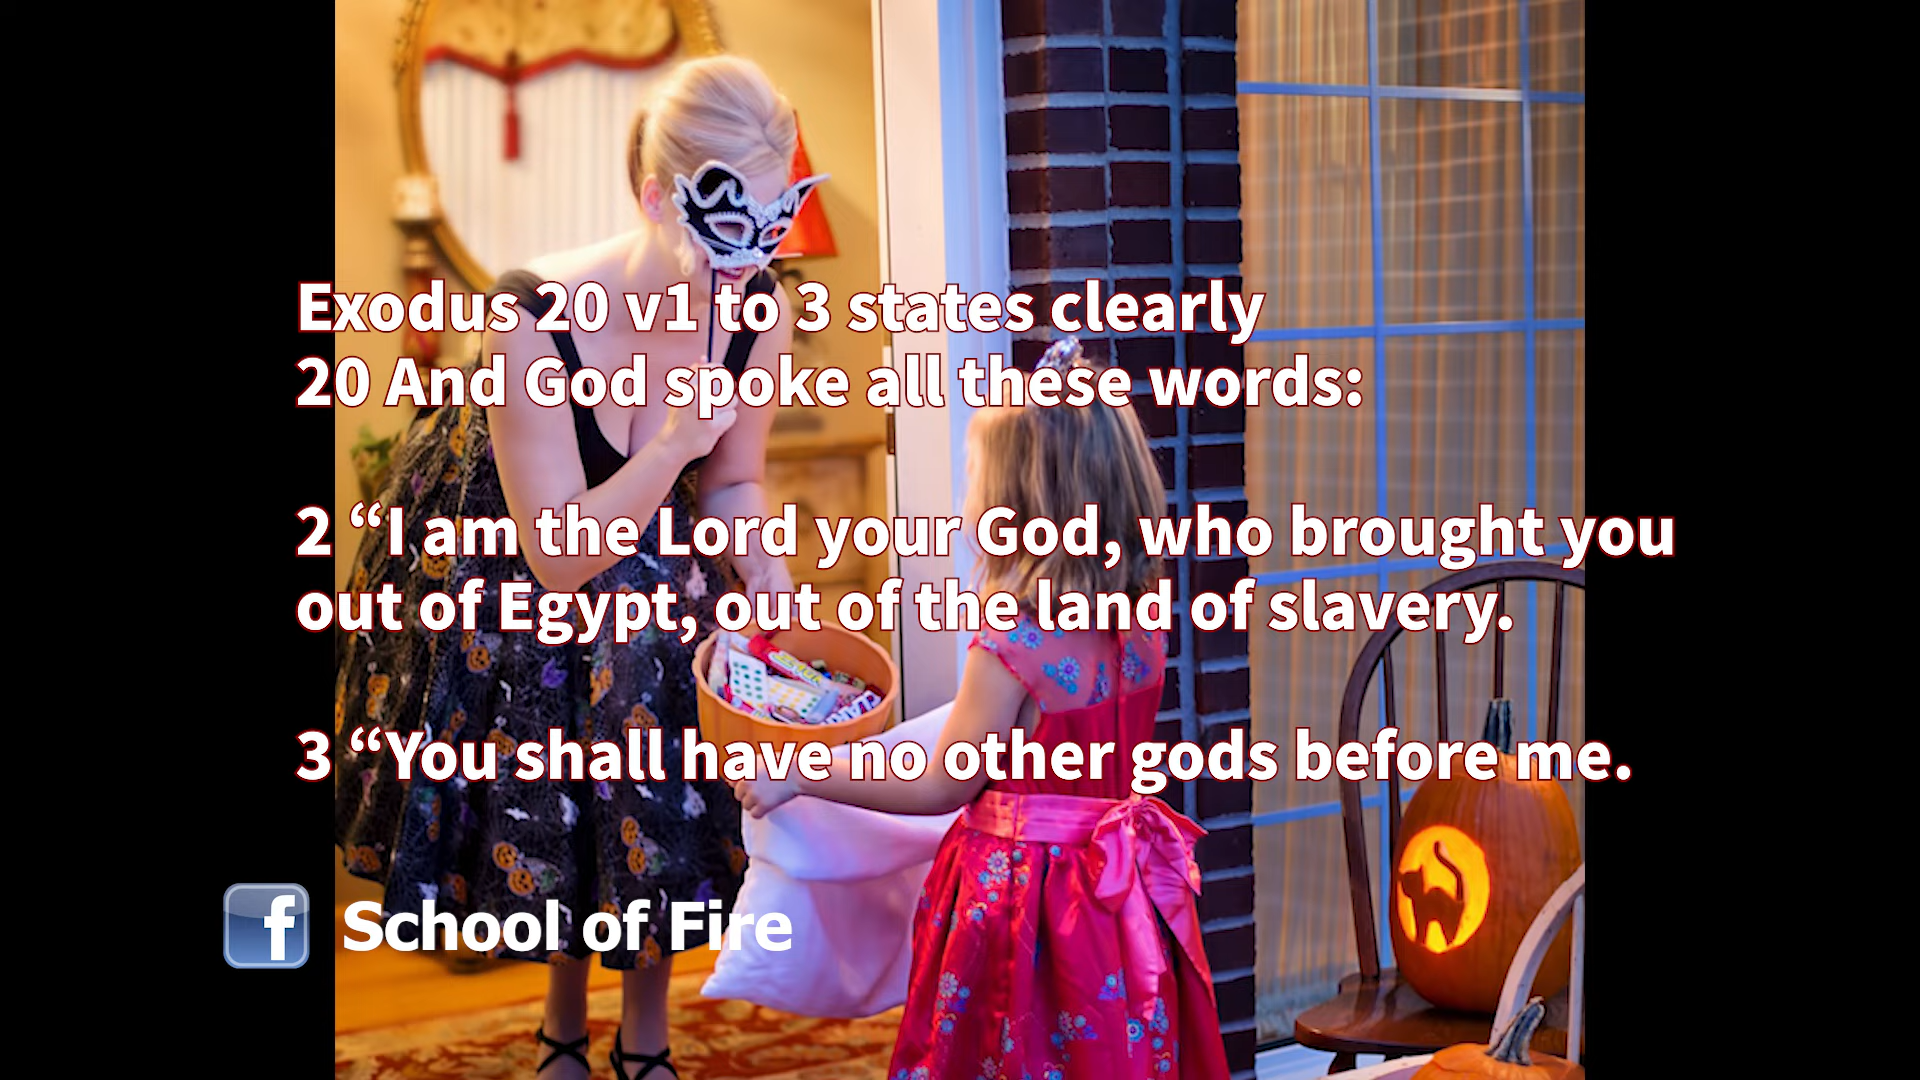 Exodus 20 v1 to 3 states clearly
20 And God spoke all these words:
2 “I am the Lord your God, who brought you
out of Egypt, out of the land of slavery.
3 “You shall have no other gods before me.
f School of Fire